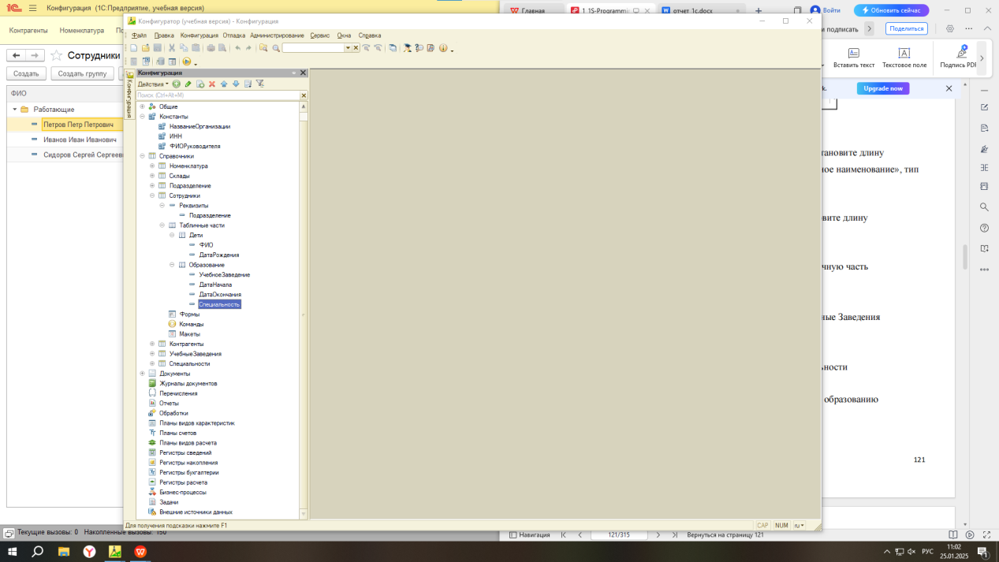 Конфигурация (1С:Предприятие, учебная версия)
Контрагенты Номенклатура
Сотрудники
Создать Создать группу
ФИО
Работающие
Петров Петр Петрович
Иванов Иван Иванович
Сидоров Сергей Сергеев
Текущие вызовы: 0 Накопленные вызовы: 150
Конфигуратор (учебная версия) - Конфигурация
Файл Правка Конфигурация Отладка Администрирование Сервис Окна Справка
Конфигурация
Конфигурация
Действия
Поиск (Ctrl+Alt+M)
Общие
Константы
НазваниеОрганизации
ИНН
ФИОРуководителя
Справочники
Номенклатура
Склады
Подразделение
Сотрудники
Реквизиты
Подразделение
Табличные части
Дети
ФИО
ДатаРождения
Образование
УчебноеЗаведение
ДатаНачала
ДатаОкончания
Специальность
Формы
Команды
Макеты
Контрагенты
УчебныеЗаведения
Специальности
Документы
Журналы документов
Перечисления
Отчеты
Обработки
Планы видов характеристик
Планы счетов
Планы видов расчета
Регистры сведений
Регистры накопления
Регистры бухгалтерии
Регистры расчета
Бизнес-процессы
Задачи
Внешние источники данных
Для получения подсказки нажмите F1
CAP NUM ru
Главная 1 1S-Programmi отчет_1с.docx
Войти Обновить сейчас
и подписать Поделиться
Вставить текст Текстовое поле Подпись PDF
k. Upgrade now
тановите длину
ное наименование», тип
вите длину
чную часть
ные Заведения
ьности
образованию
121
Навигация 121/315 Вернуться на страницу 121
РУС 11:02
25.01.2025
1